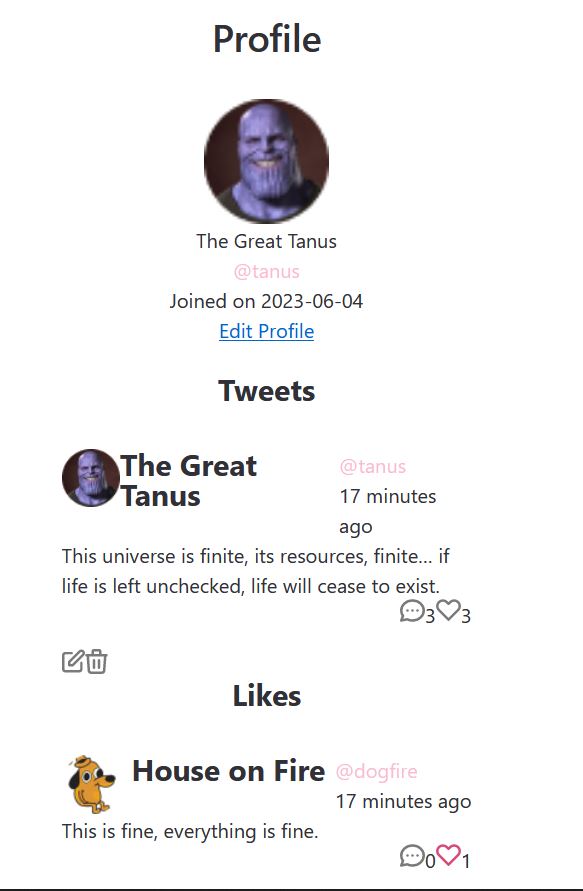 Profile
The Great Tanus
@tanus
Joined on 2023-06-04
Edit Profile
Tweets
The Great
Tanus
@tanus
17 minutes
ago
This universe is finite, its resources, finite... if
life is left unchecked, life will cease to exist.
3 3
Likes
House on Fire @dogfire
17 minutes ago
This is fine, everything is fine.
0 1